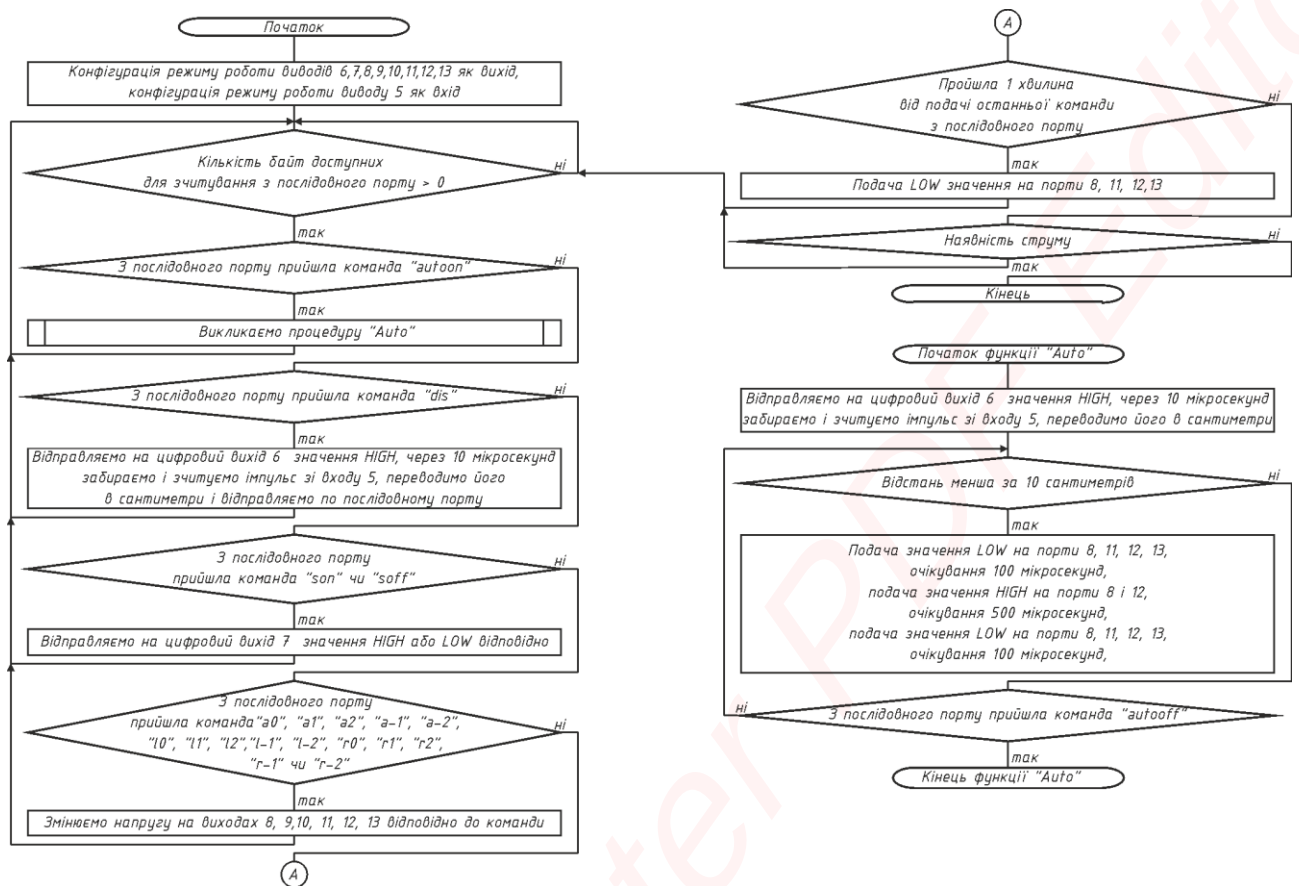 Початок
Конфігурація режиму роботи виводів 6,7,8,9,10,11,12,13 як вихід,
конфігурація режиму роботи виводу 5 як вхід
Кількість байт доступних
для зчитування з послідовного порту > 0
ні
так
З послідовного порту прийшла команда "autoon"
ні
так
Викликаємо процедуру "Auto"
З послідовного порту прийшла команда "dis"
ні
так
Відправляємо на цифровий вихід 6 значення HIGH, через 10 мікросекунд
забираємо і зчитуємо імпульс зі входу 5, переводимо його
в сантиметри і відправляємо по послідовному порту
З послідовного порту
прийшла команда "son" чи "soff"
ні
так
Відправляємо на цифровий вихід 7 значення HIGH або LOW відповідно
З послідовного порту
прийшла команда"a0", "a1", "a2", "a-1", "a-2",
"l0", "l1", "l2","l-1", "l-2", "r0", "r1", "r2",
"r-1" чи "r-2"
ні
так
Змінюємо напругу на виходах 8, 9,10, 11, 12, 13 відповідно до команди
A
A
Пройшла 1 хвилина
від подачі останньої команди
з послідовного порту
ні
так
Подача LOW значення на порти 8, 11, 12,13
Наявність струму
ні
так
Кінець
Початок функції "Auto"
Відправляємо на цифровий вихід 6 значення HIGH, через 10 мікросекунд
забираємо і зчитуємо імпульс зі входу 5, переводимо його в сантиметри
Відстань менша за 10 сантиметрів
ні
так
Подача значення LOW на порти 8, 11, 12, 13,
очікування 100 мікросекунд,
подача значення HIGH на порти 8 і 12,
очікування 500 мікросекунд,
подача значення LOW на порти 8, 11, 12, 13,
очікування 100 мікросекунд,
ні
З послідовного порту прийшла команда "autooff"
так
Кінець функції "Auto"
ter PDF Edito
ter